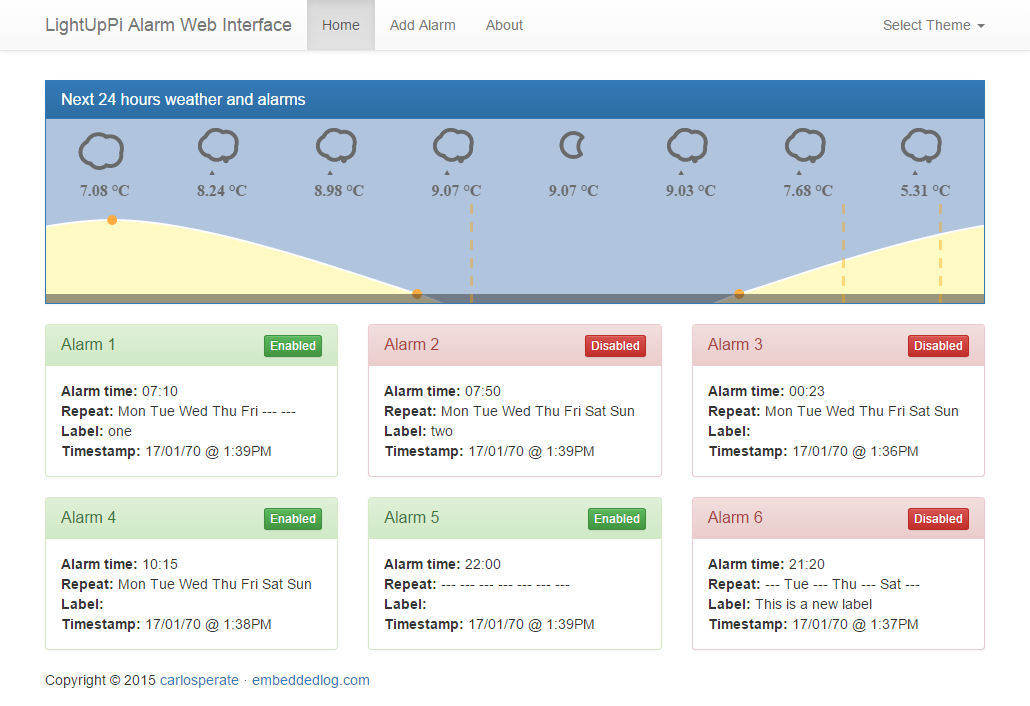 LightUpPi Alarm Web Interface Home Add Alarm About Select Theme
Next 24 hours weather and alarms
7.08 °C 8.24 °C 8.98 °C 9.07 °C 9.07 °C 9.03 °C 7.68 °C 5.31 °C
Alarm 1 Enabled
Alarm time: 07:10
Repeat: Mon Tue Wed Thu Fri --- ---
Label: one
Timestamp: 17/01/70 @ 1:39PM
Alarm 2 Disabled
Alarm time: 07:50
Repeat: Mon Tue Wed Thu Fri Sat Sun
Label: two
Timestamp: 17/01/70 @ 1:39PM
Alarm 3 Disabled
Alarm time: 00:23
Repeat: Mon Tue Wed Thu Fri Sat Sun
Label:
Timestamp: 17/01/70 @ 1:36PM
Alarm 4 Enabled
Alarm time: 10:15
Repeat: Mon Tue Wed Thu Fri Sat Sun
Label:
Timestamp: 17/01/70 @ 1:38PM
Alarm 5 Enabled
Alarm time: 22:00
Repeat: --- --- --- --- --- --- ---
Label:
Timestamp: 17/01/70 @ 1:39PM
Alarm 6 Disabled
Alarm time: 21:20
Repeat: --- Tue --- Thu --- Sat ---
Label: This is a new label
Timestamp: 17/01/70 @ 1:37PM
Copyright © 2015 carlosperate · embeddedlog.com